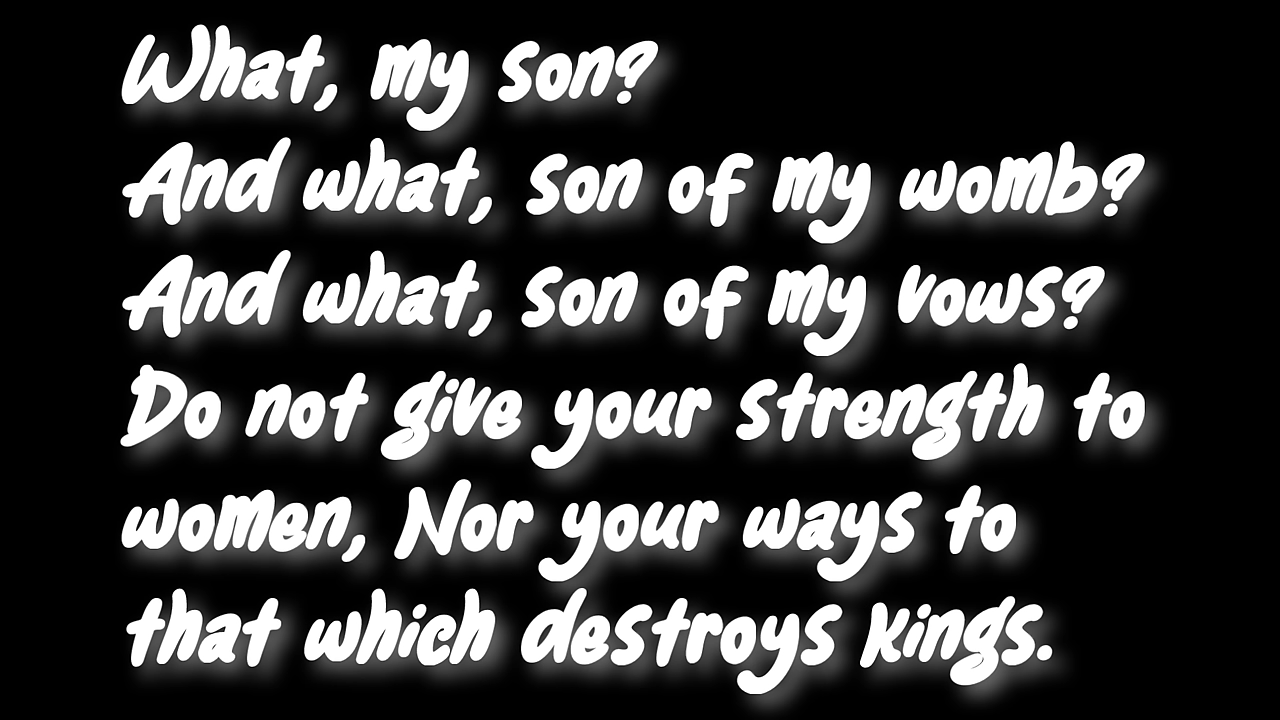 What, my son?
And what, son of my womb?
And what, son of my vows?
Do not give your strength to
women, Nor your ways to
that which destroys kings.